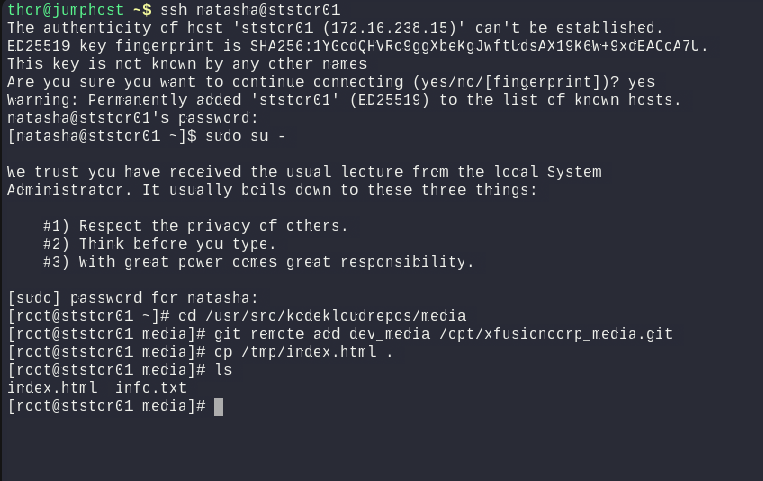 thor@jumphost ~$ ssh natasha@ststor01
The authenticity of host 'ststor01 (172.16.238.15)' can't be established.
ED25519 key fingerprint is
This key is not known by any other names
Are you sure you want to continue connecting (yes/no/[fingerprint])? yes
Warning: Permanently added 'ststor01' (ED25519) to the list of known hosts.
natasha@ststor01's password:
[natasha@ststor01 ~]$ sudo su -
We trust you have received the usual lecture from the local System
Administrator. It usually boils down to these three things:
#1) Respect the privacy of others.
#2) Think before you type.
#3) With great power comes great responsibility.
[sudo] password for natasha:
[root@ststor01 ~]# cd /usr/src/kodekloudrepos/media
[root@ststor01 media]# git remote add dev_media /opt/xfusioncorp_media.git
[root@ststor01 media]# cp /tmp/index.html .
[root@ststor01 media]# ls
index.html  info.txt
[root@ststor01 media]#